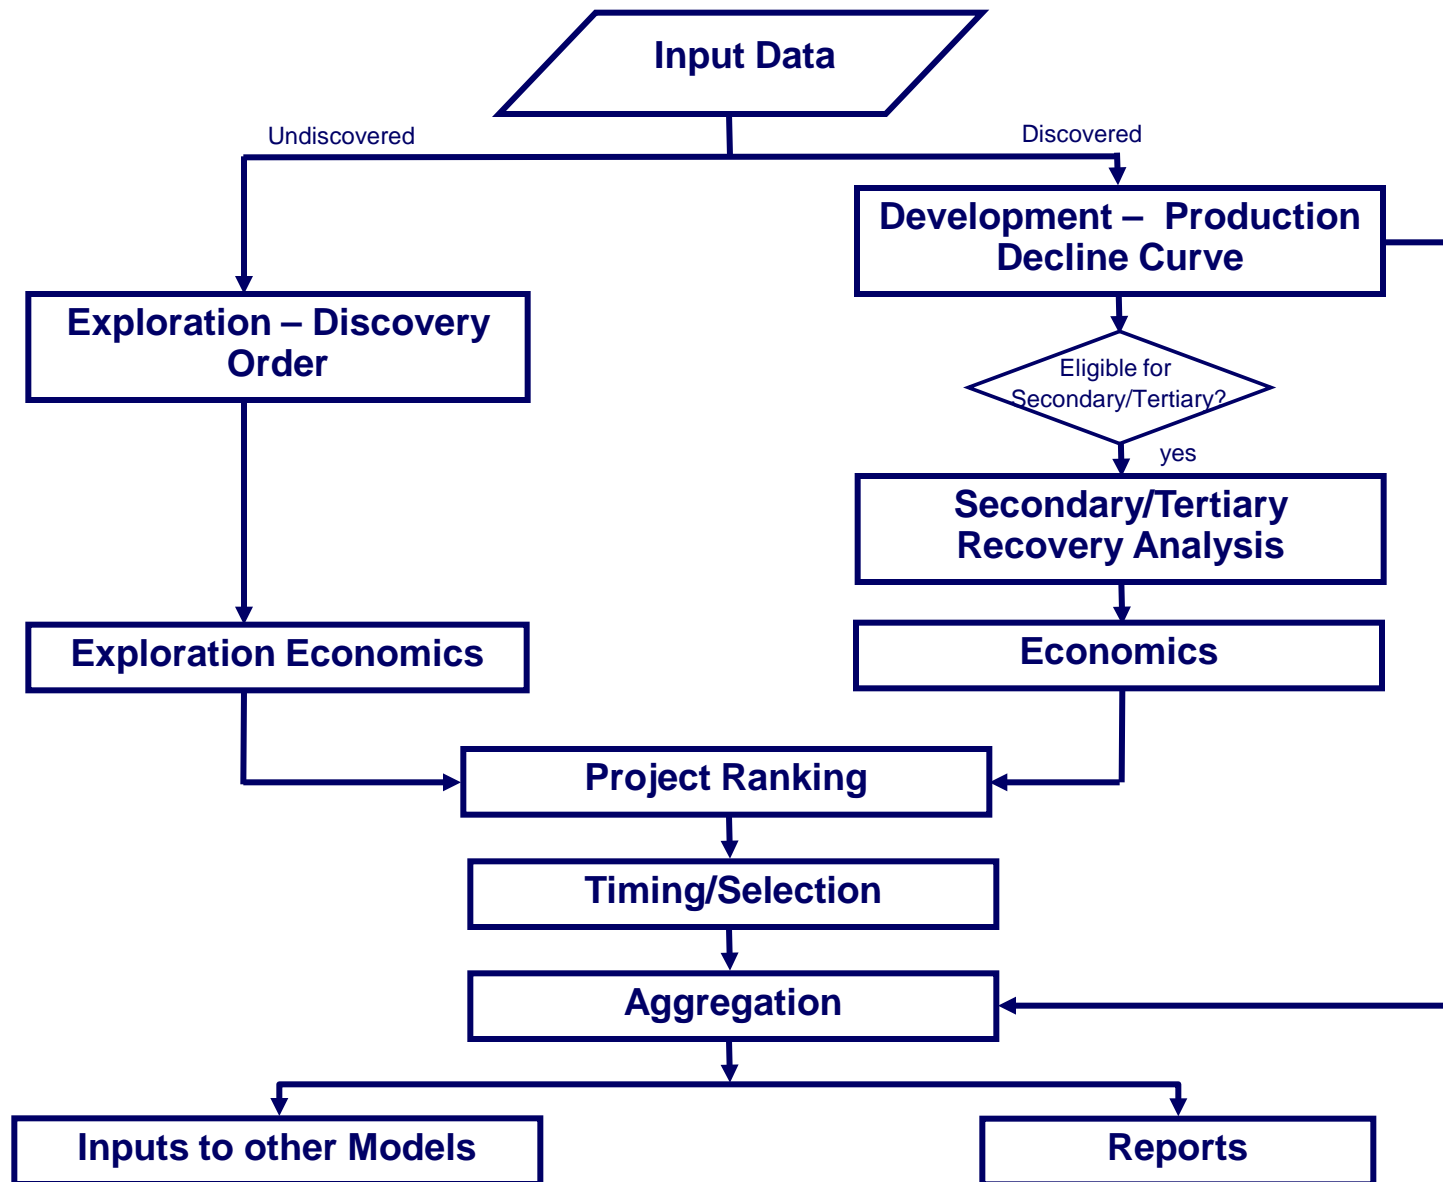 Input Data
Undiscovered
Discovered
Development –  Production
Decline Curve
Exploration – Discovery
Order
Eligible for
Secondary/Tertiary?
yes
Secondary/Tertiary
Recovery Analysis
Exploration Economics
Economics
Project Ranking
Timing/Selection
Aggregation
Inputs to other Models
Reports